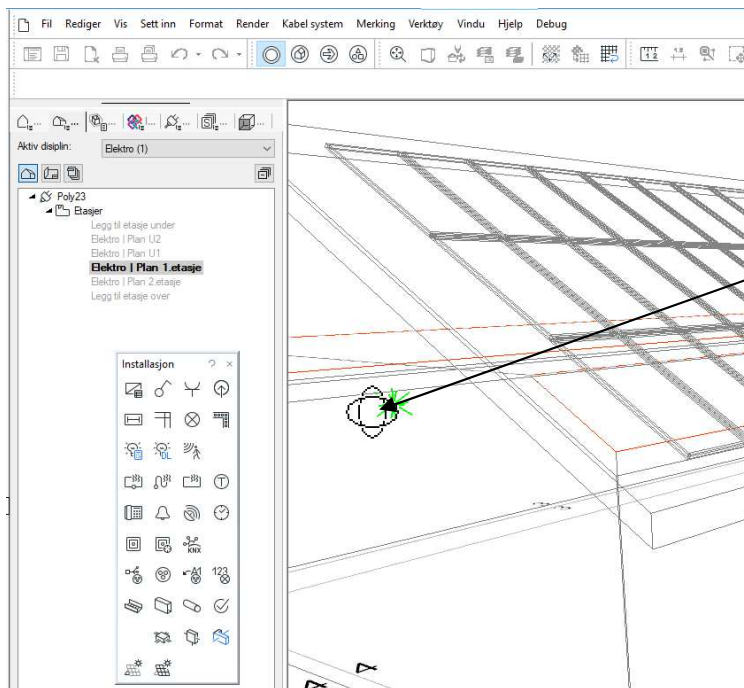 Fil Rediger Vis Sett inn Format Render Kabel system Merking Verktøy Vindu Hjelp Debug
Aktiv disiplin: Elektro (1)
Poly23
Etasjer
Legg til etasje under
Elektro | Plan U2
Elektro | Plan U1
Elektro | Plan 1.etasje
Elektro | Plan 2.etasje
Legg til etasje over
Installasjon ? ×
DL
T
KNX
A1 123